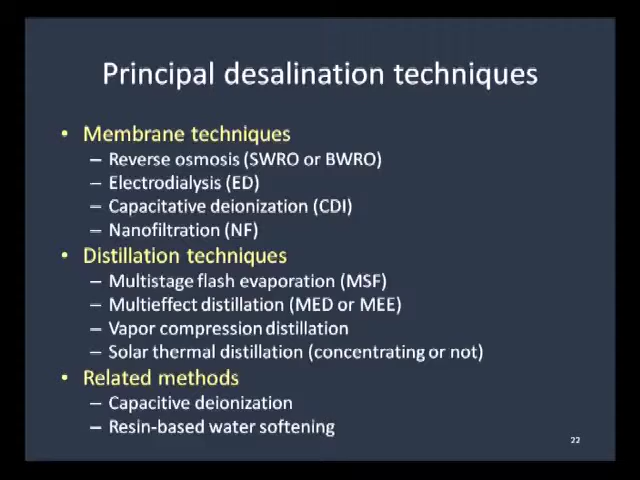 Principal desalination techniques
• Membrane techniques
– Reverse osmosis (SWRO or BWRO)
– Electrodialysis (ED)
– Capacitative deionization (CDI)
– Nanofiltration (NF)
• Distillation techniques
– Multistage flash evaporation (MSF)
– Multieffect distillation (MED or MEE)
– Vapor compression distillation
– Solar thermal distillation (concentrating or not)
• Related methods
– Capacitive deionization
– Resin-based water softening
22